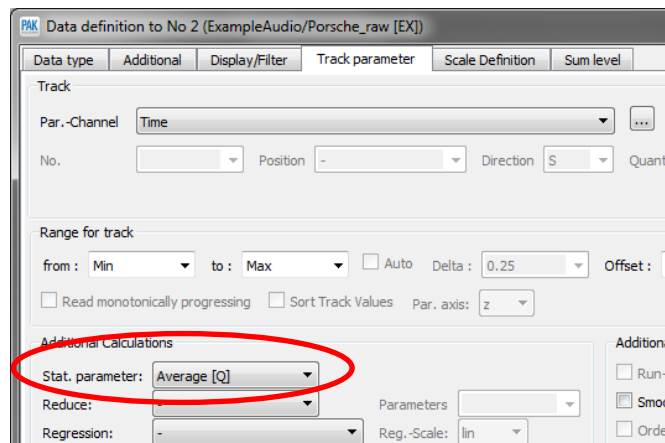 PAK Data definition to No 2 (ExampleAudio/Porsche_raw [EX])
Data type Additional Display/Filter Track parameter Scale Definition Sum level
Track
Par.-Channel Time ...
No. Position - Direction S Quant
Range for track
from : Min to : Max Auto Delta : 0.25 Offset :
Read monotonically progressing Sort Track Values Par. axis: z
Additional Calculations Additiona
Stat. parameter: Average [Q] Run-
Reduce: - Parameters Smoo
Regression: - Reg.-Scale: lin Orde